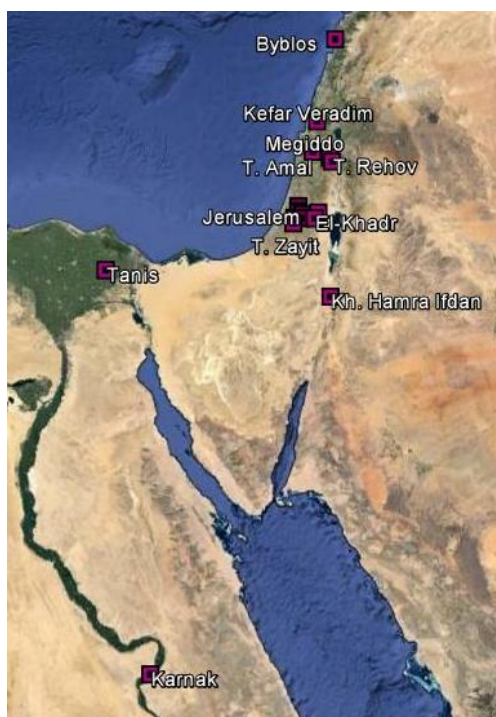 Byblos
Kefar Veradim
Megiddo
T. Amal
T. Rehov
Jerusalem
El-Khadr
T. Zayit
Tanis
Kh. Hamra Ifdan
Karnak